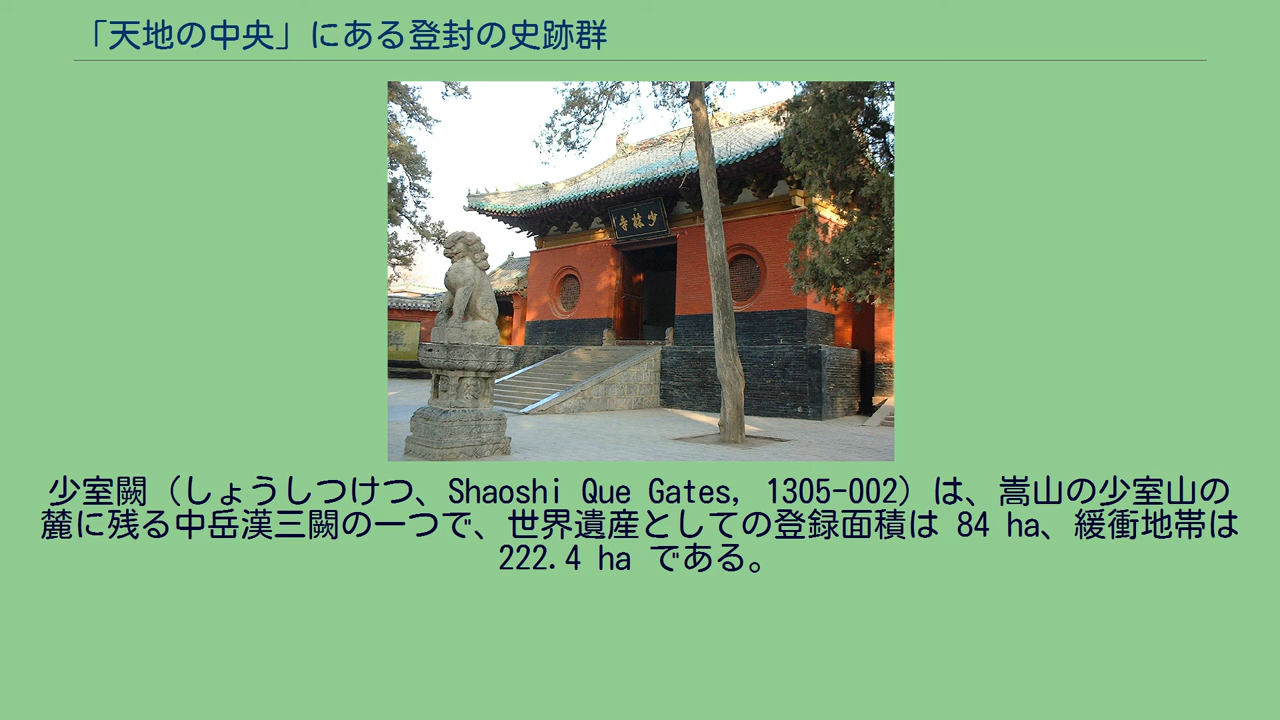 「天地の中央」にある登封の史跡群
少林寺
少室闕（しょうしつけつ、Shaoshi Que Gates, 1305-002）は、嵩山の少室山の
麓に残る中岳漢三闕の一つで、世界遺産としての登録面積は 84 ha、緩衝地帯は
222.4 ha である。